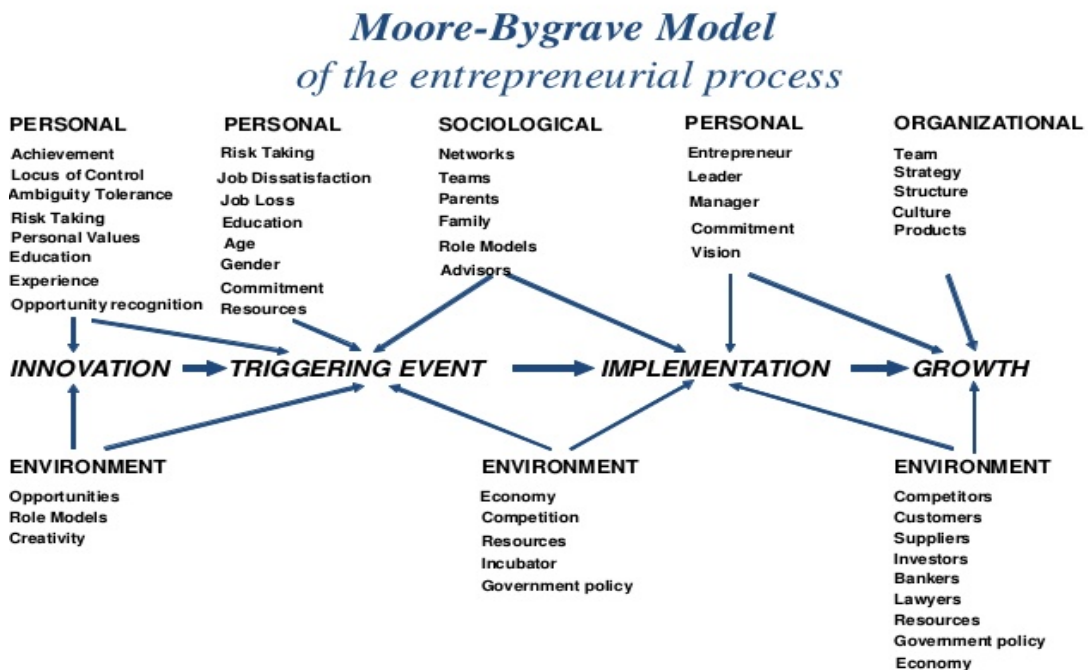 Moore-Bygrave Model
of the entrepreneurial process
PERSONAL
Achievement
Locus of Control
Ambiguity Tolerance
Risk Taking
Personal Values
Education
Experience
Opportunity recognition
PERSONAL
Risk Taking
Job Dissatisfaction
Job Loss
Education
Age
Gender
Commitment
Resources
SOCIOLOGICAL
Networks
Teams
Parents
Family
Role Models
Advisors
PERSONAL
Entrepreneur
Leader
Manager
Commitment
Vision
ORGANIZATIONAL
Team
Strategy
Structure
Culture
Products
INNOVATION
TRIGGERING EVENT
IMPLEMENTATION
GROWTH
ENVIRONMENT
Opportunities
Role Models
Creativity
ENVIRONMENT
Economy
Competition
Resources
Incubator
Government policy
ENVIRONMENT
Competitors
Customers
Suppliers
Investors
Bankers
Lawyers
Resources
Government policy
Economy